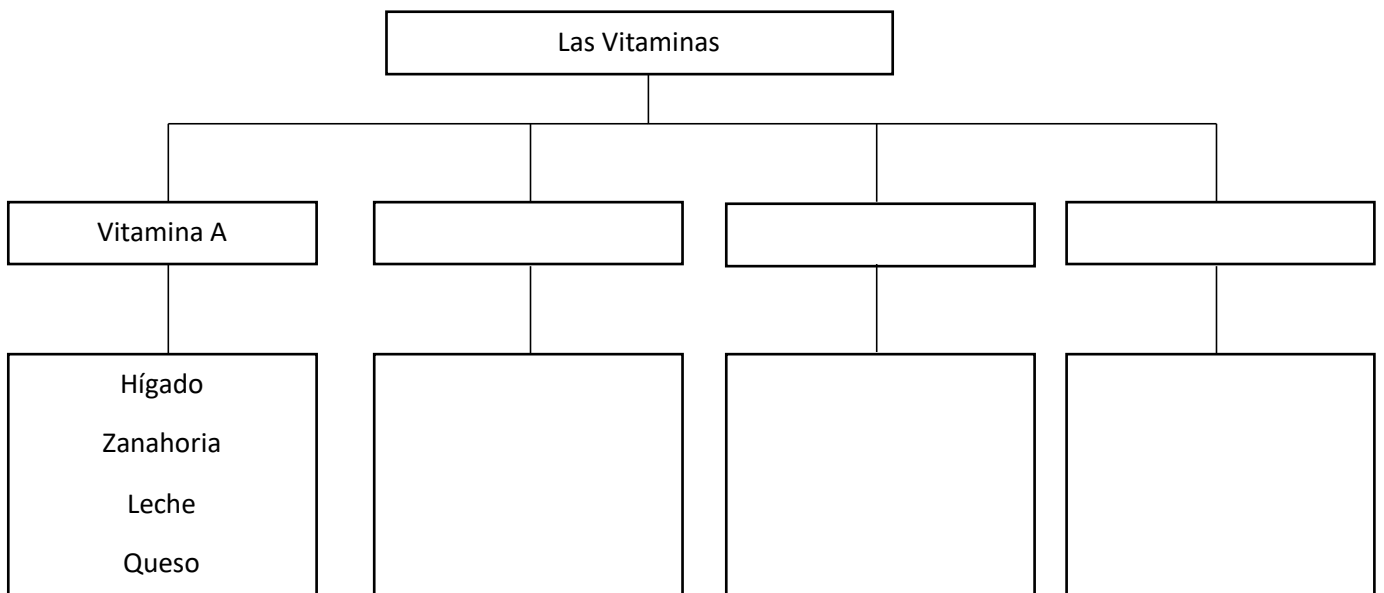 Las Vitaminas
Vitamina A
Hígado
Zanahoria
Leche
Queso